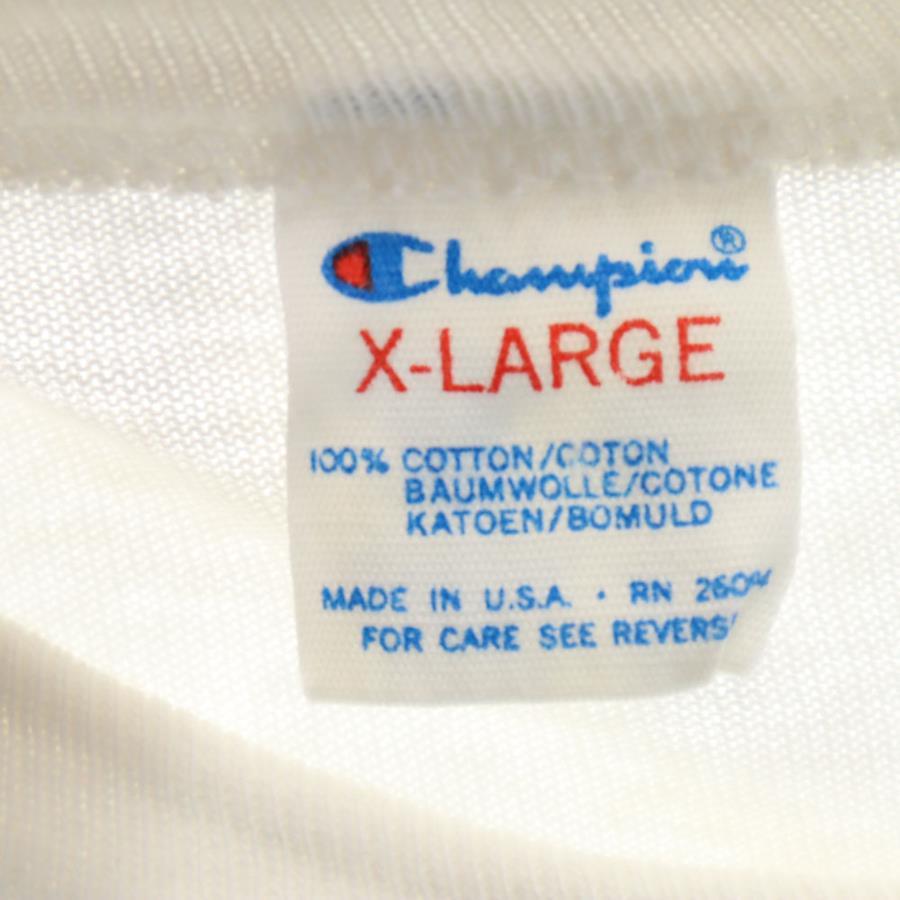 Champion®
X-LARGE
100% COTTON/COTON
BAUMWOLLE/COTONE
KATOEN/BOMULD
MADE IN U.S.A. · RN
FOR CARE SEE